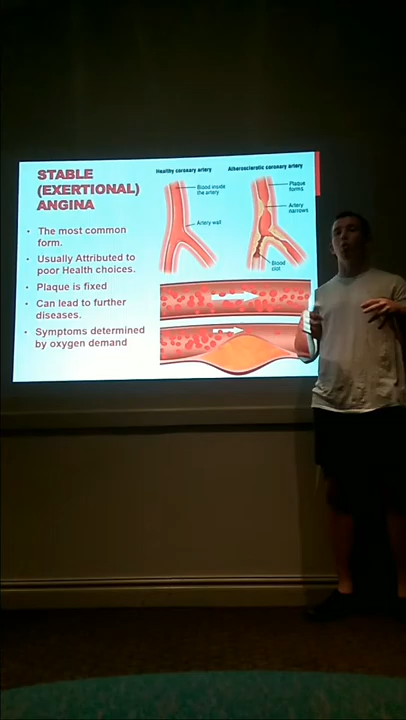 STABLE
(EXERTIONAL)
ANGINA
• The most common
form.
• Usually Attributed to
poor Health choices.
• Plaque is fixed
• Can lead to further
diseases.
• Symptoms determined
by oxygen demand
Healthy coronary artery
Blood inside
the artery
Artery wall
Atherosclerotic coronary artery
Plaque
forms
Artery
narrows
Blood
clot